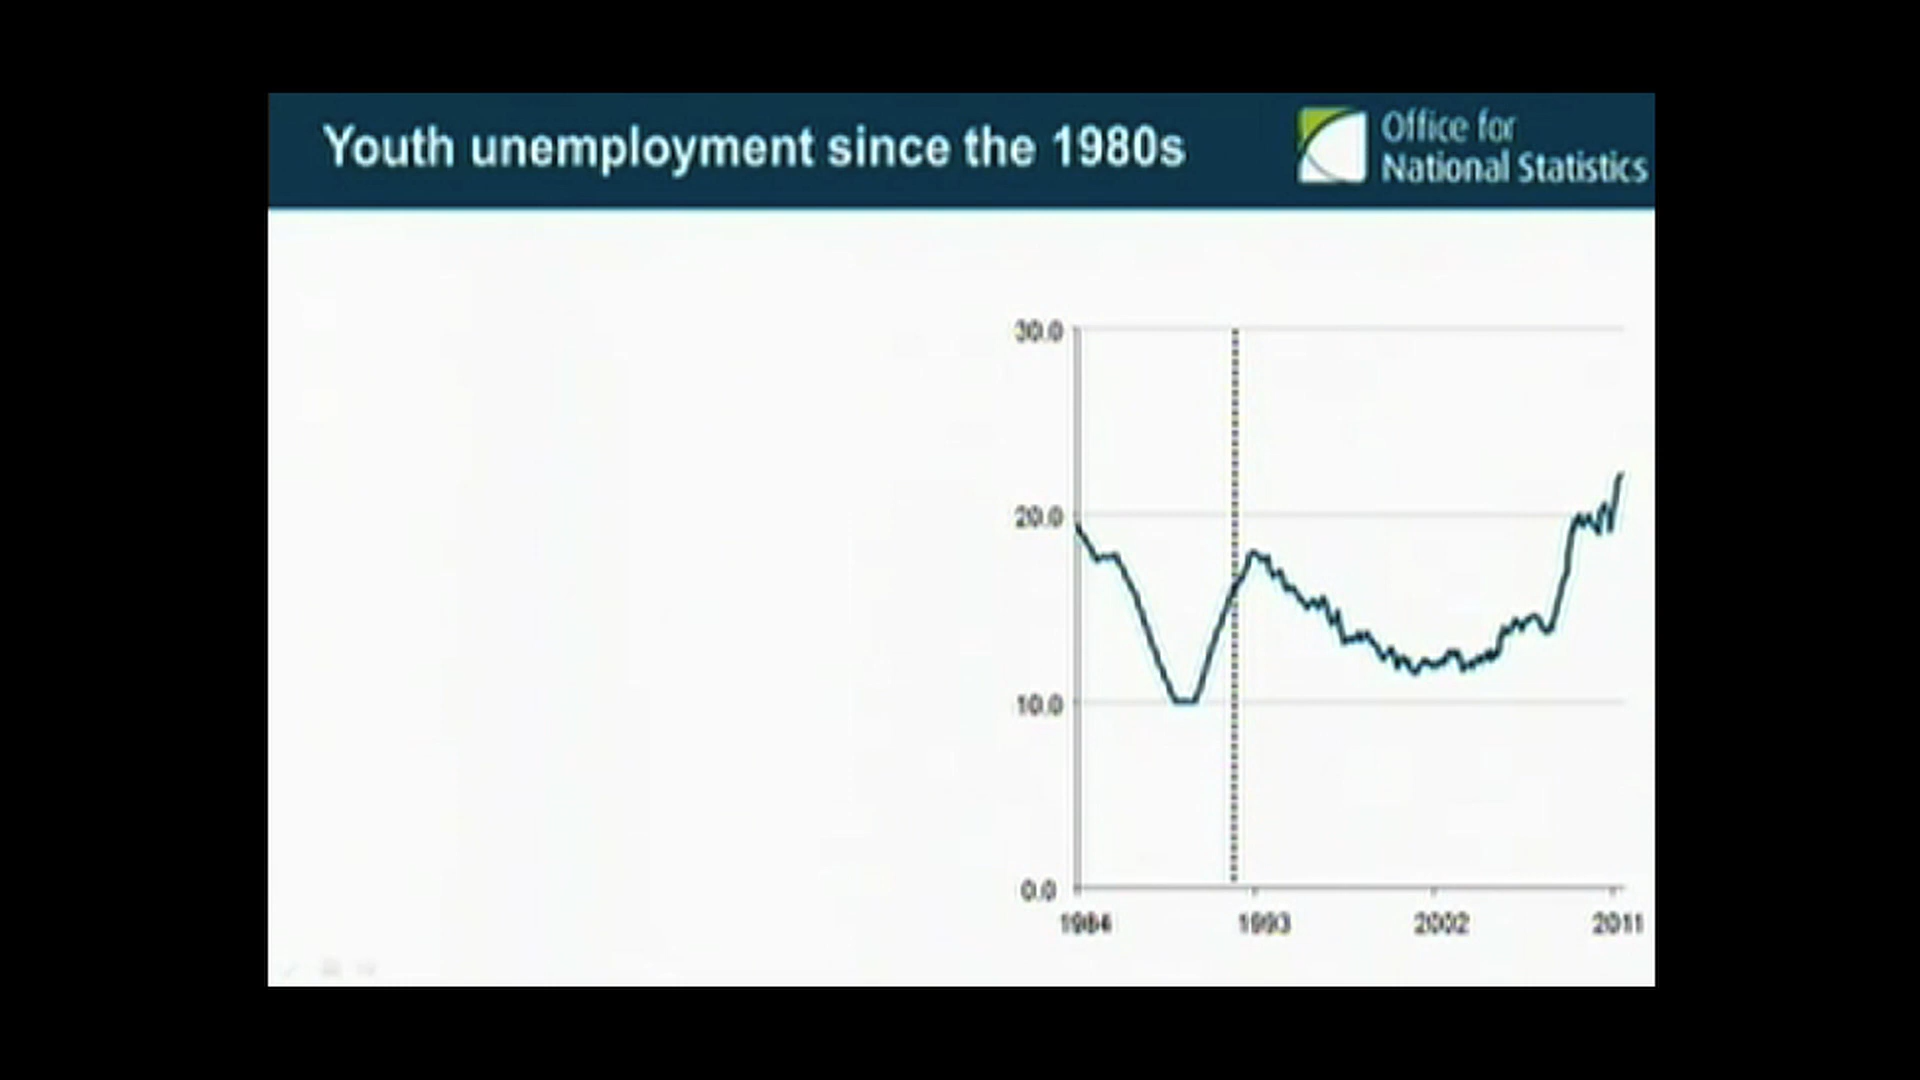 Youth unemployment since the 1980s
Office for
National Statistics
30.0
20.0
10.0
0.0
1984
1993
2002
2011